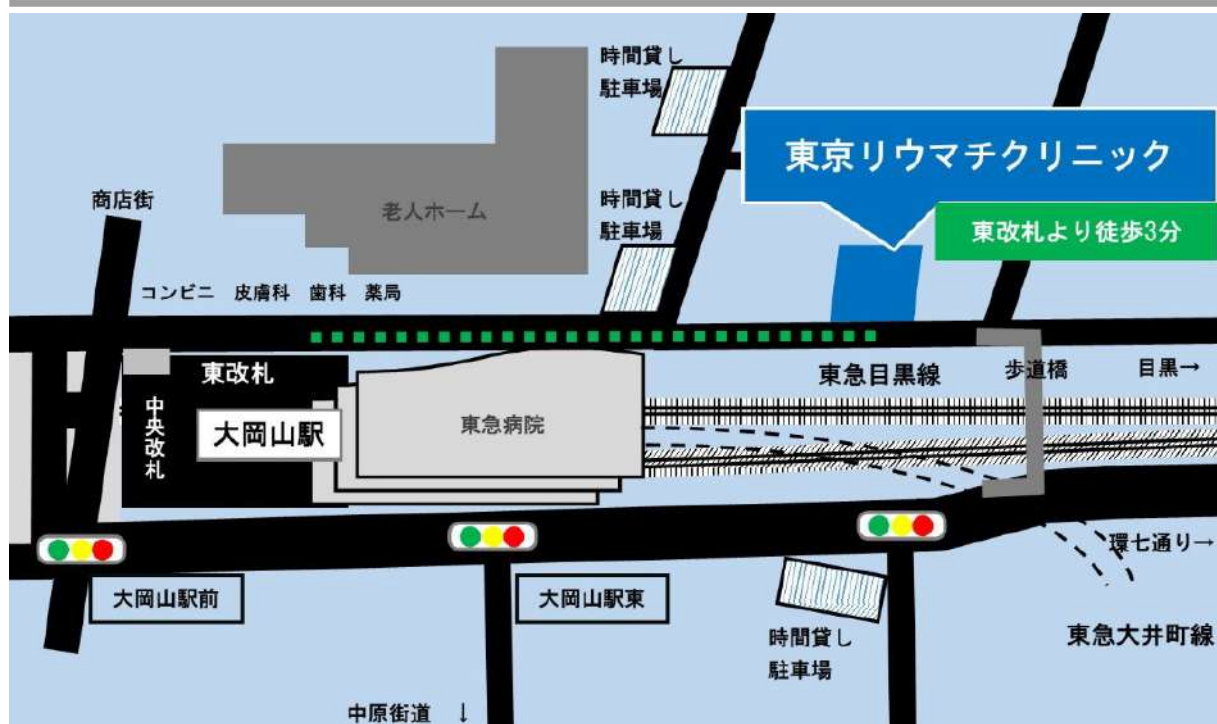 時間貸し
駐車場
東京リウマチクリニック
商店街
老人ホーム
時間貸し
駐車場
東改札より徒歩3分
コンビニ　皮膚科　歯科　薬局
東改札
東急目黒線
歩道橋
目黒→
中央改札
大岡山駅
東急病院
環七通り→
大岡山駅前
大岡山駅東
時間貸し
駐車場
東急大井町線
中原街道　↓